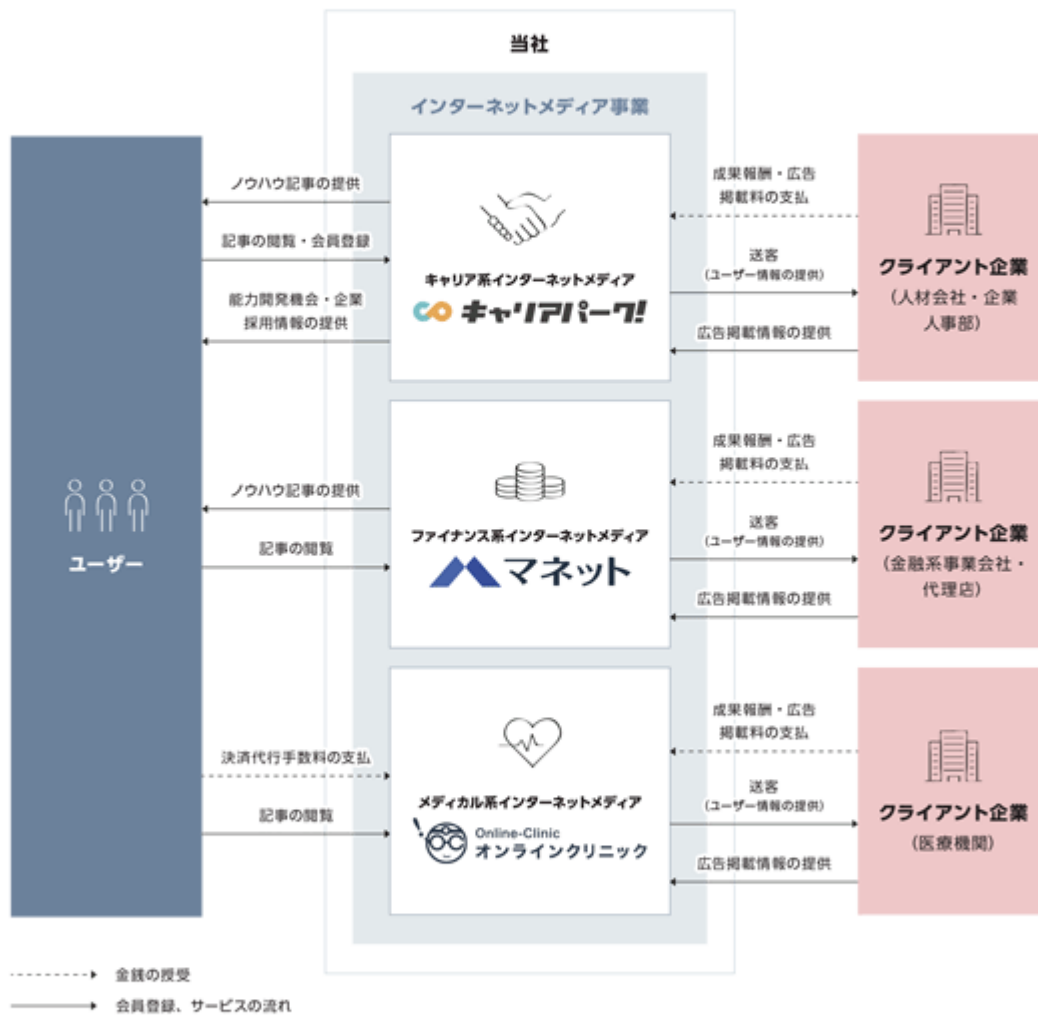 当社
インターネットメディア事業
ユーザー
ノウハウ記事の提供
記事の閲覧・会員登録
能力開発機会・企業
採用情報の提供
キャリア系インターネットメディア
キャリアパーク!
成果報酬・広告
掲載料の支払
送客
(ユーザー情報の提供)
広告掲載情報の提供
クライアント企業
(人材会社・企業
人事部)
ノウハウ記事の提供
記事の閲覧
ファイナンス系インターネットメディア
マネット
成果報酬・広告
掲載料の支払
送客
(ユーザー情報の提供)
広告掲載情報の提供
クライアント企業
(金融系事業会社・
代理店)
決済代行手数料の支払
記事の閲覧
メディカル系インターネットメディア
Online-Clinic
オンラインクリニック
成果報酬・広告
掲載料の支払
送客
(ユーザー情報の提供)
広告掲載情報の提供
クライアント企業
(医療機関)
金銭の授受
会員登録、サービスの流れ